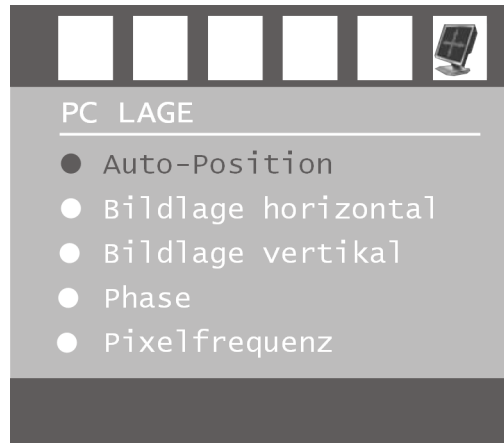 PC LAGE
Auto-Position
Bildlage horizontal
Bildlage vertikal
Phase
Pixelfrequenz